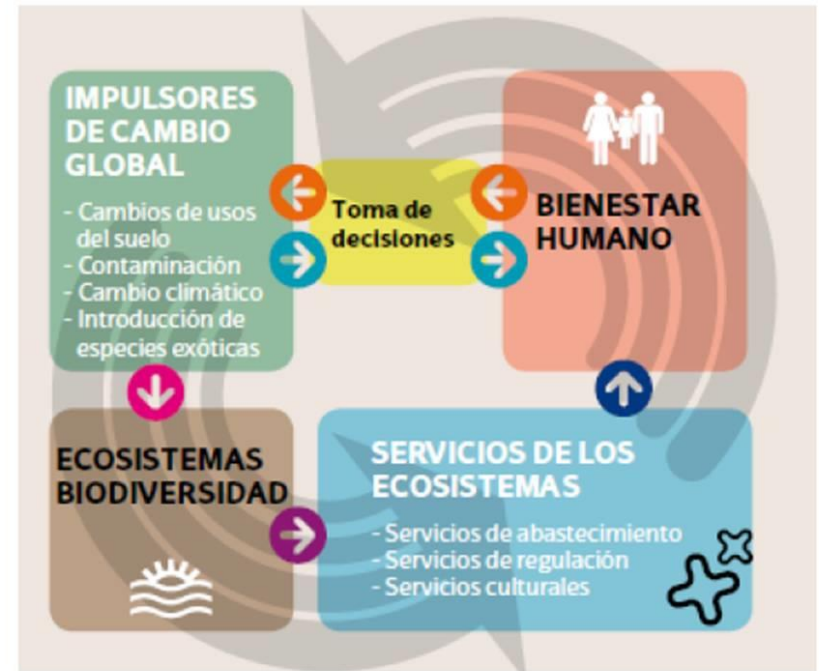 IMPULSORES
DE CAMBIO
GLOBAL
- Cambios de usos
del suelo
- Contaminación
- Cambio climático
- Introducción de
especies exóticas
Toma de
decisiones
BIENESTAR
HUMANO
ECOSISTEMAS
BIODIVERSIDAD
SERVICIOS DE LOS
ECOSISTEMAS
- Servicios de abastecimiento
- Servicios de regulación
- Servicios culturales